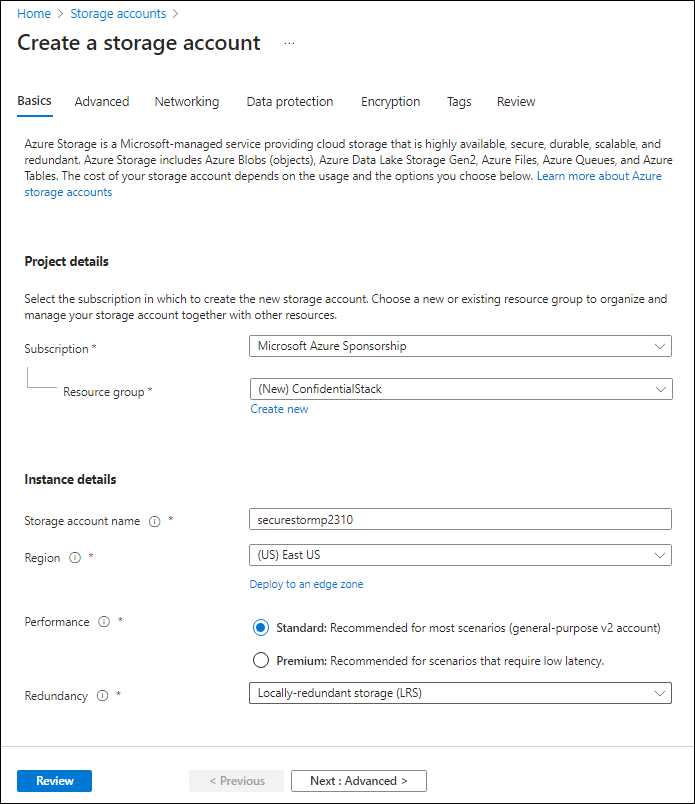 Home > Storage accounts >
Create a storage account ...
Basics Advanced Networking Data protection Encryption Tags Review
Azure Storage is a Microsoft-managed service providing cloud storage that is highly available, secure, durable, scalable, and
redundant. Azure Storage includes Azure Blobs (objects), Azure Data Lake Storage Gen2, Azure Files, Azure Queues, and Azure
Tables. The cost of your storage account depends on the usage and the options you choose below. Learn more about Azure
storage accounts
Project details
Select the subscription in which to create the new storage account. Choose a new or existing resource group to organize and
manage your storage account together with other resources.
Subscription * Microsoft Azure Sponsorship
Resource group * (New) ConfidentialStack
Create new
Instance details
Storage account name * securestormp2310
Region * (US) East US
Deploy to an edge zone
Performance * Standard: Recommended for most scenarios (general-purpose v2 account)
Premium: Recommended for scenarios that require low latency.
Redundancy * Locally-redundant storage (LRS)
Review < Previous Next : Advanced >